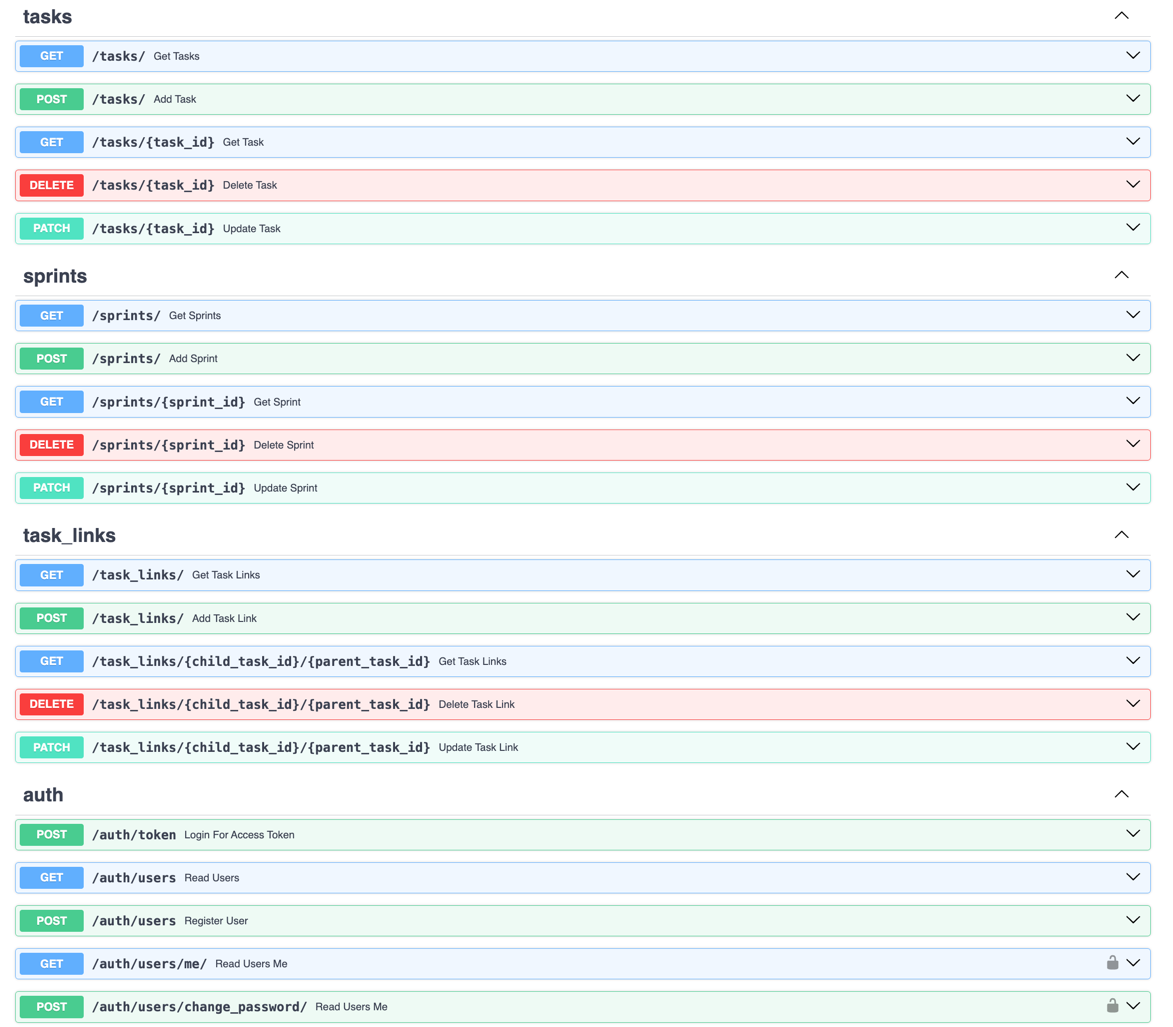 tasks
GET /tasks/ Get Tasks
POST /tasks/ Add Task
GET /tasks/{task_id} Get Task
DELETE /tasks/{task_id} Delete Task
PATCH /tasks/{task_id} Update Task
sprints
GET /sprints/ Get Sprints
POST /sprints/ Add Sprint
GET /sprints/{sprint_id} Get Sprint
DELETE /sprints/{sprint_id} Delete Sprint
PATCH /sprints/{sprint_id} Update Sprint
task_links
GET /task_links/ Get Task Links
POST /task_links/ Add Task Link
GET /task_links/{child_task_id}/{parent_task_id} Get Task Links
DELETE /task_links/{child_task_id}/{parent_task_id} Delete Task Link
PATCH /task_links/{child_task_id}/{parent_task_id} Update Task Link
auth
POST /auth/token Login For Access Token
GET /auth/users Read Users
POST /auth/users Register User
GET /auth/users/me/ Read Users Me
POST /auth/users/change_password/ Read Users Me